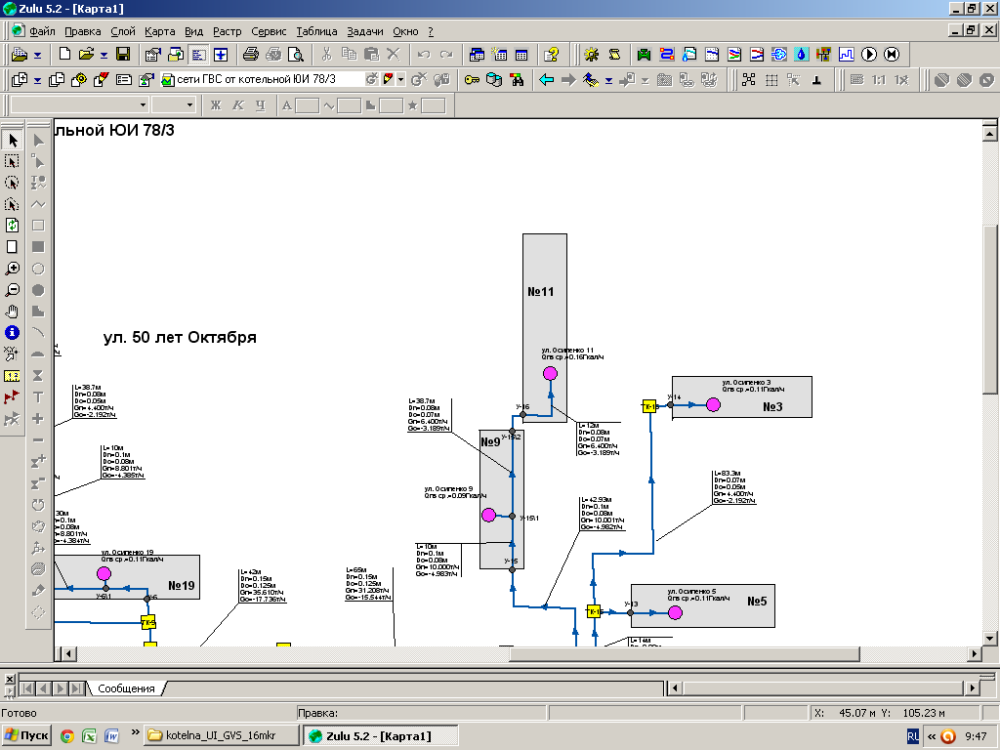 Zulu 5.2 - [Карта1]
Файл Правка Слой Карта Вид Растр Сервис Таблица Задачи Окно ?
сети ГВС от котельной ЮИ 78/3
1:1
Ж К Ч
А
льной ЮИ 78/3
№11
ул. 50 лет Октября
ул. Осипенко 11
Qгв ср.=0.16Гкал/ч
ул. Осипенко 3
Qгв ср.=0.11Гкал/ч
№3
У-14
L=38.7м
Dп=0.08м
Dо=0.05м
Gп=4.400т/ч
Gо=-2.192т/ч
L=38.7м
Dп=0.08м
Dо=0.07м
Gп=6.400т/ч
Gо=-3.189т/ч
У-16
L=12м
Dп=0.08м
Dо=0.07м
Gп=6.400т/ч
Gо=-3.189т/ч
№9
У-15\2
L=10м
Dп=0.1м
Dо=0.08м
Gп=8.801т/ч
Gо=-4.385т/ч
L=83.3м
Dп=0.07м
Dо=0.05м
Gп=4.400т/ч
Gо=-2.192т/ч
ул. Осипенко 9
Qгв ср.=0.09Гкал/ч
У-15\1
L=42.93м
Dп=0.1м
Dо=0.08м
Gп=10.001т/ч
Gо=-4.982т/ч
30м
=0.1м
=0.08м
=8.801т/ч
Gо=-4.384т/ч
L=10м
Dп=0.1м
Dо=0.08м
Gп=10.000т/ч
Gо=-4.983т/ч
У-15
ул. Осипенко 19
Qгв ср.=0.11Гкал/ч
№19
У-6\1
У-6
L=42м
Dп=0.15м
Dо=0.125м
Gп=35.610т/ч
Gо=-17.736т/ч
L=65м
Dп=0.15м
Dо=0.125м
Gп=31.208т/ч
Gо=-15.544т/ч
ул. Осипенко 5
Qгв ср.=0.11Гкал/ч
№5
У-13
L=14м
Сообщения
Готово
Правка:
X: 45.07 м Y: 105.23 м
Пуск
kotelna_UI_GVS_16mkr
Zulu 5.2 - [Карта1]
RU
9:47